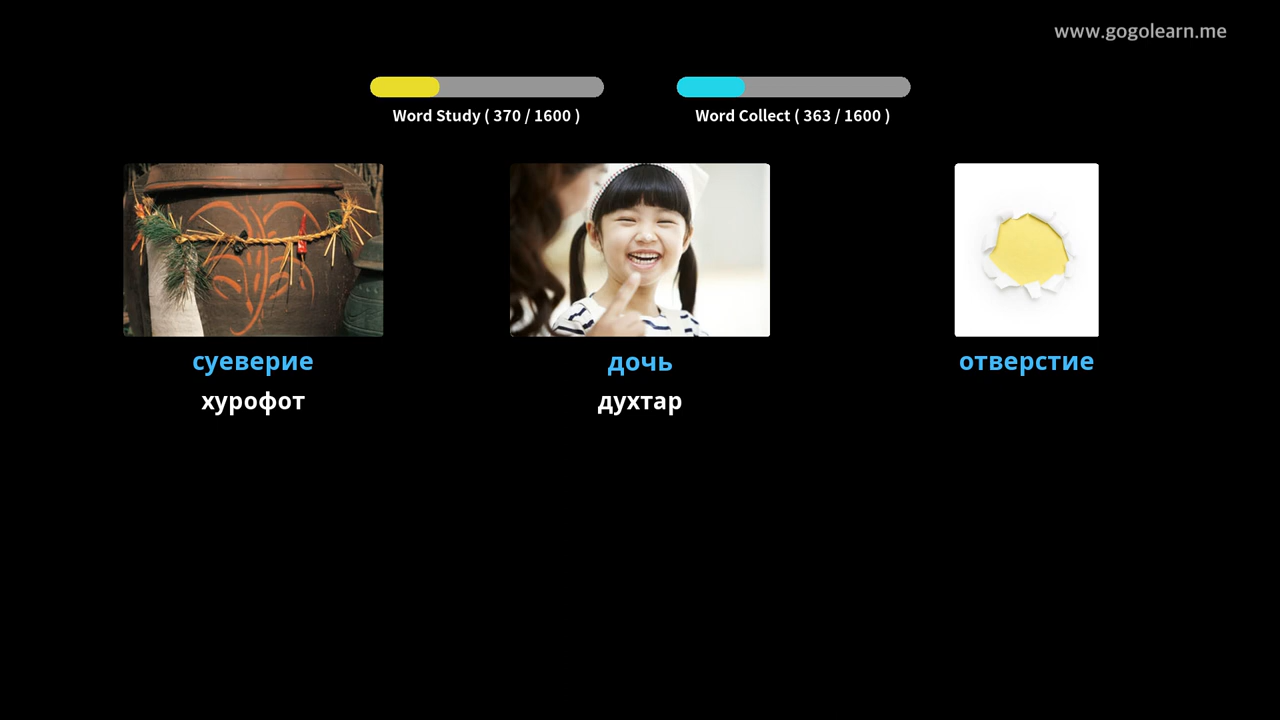 www.gogolearn.me
Word Study ( 370 / 1600 )
Word Collect ( 363 / 1600 )
суеверие
дочь
отверстие
хурофот
духтар